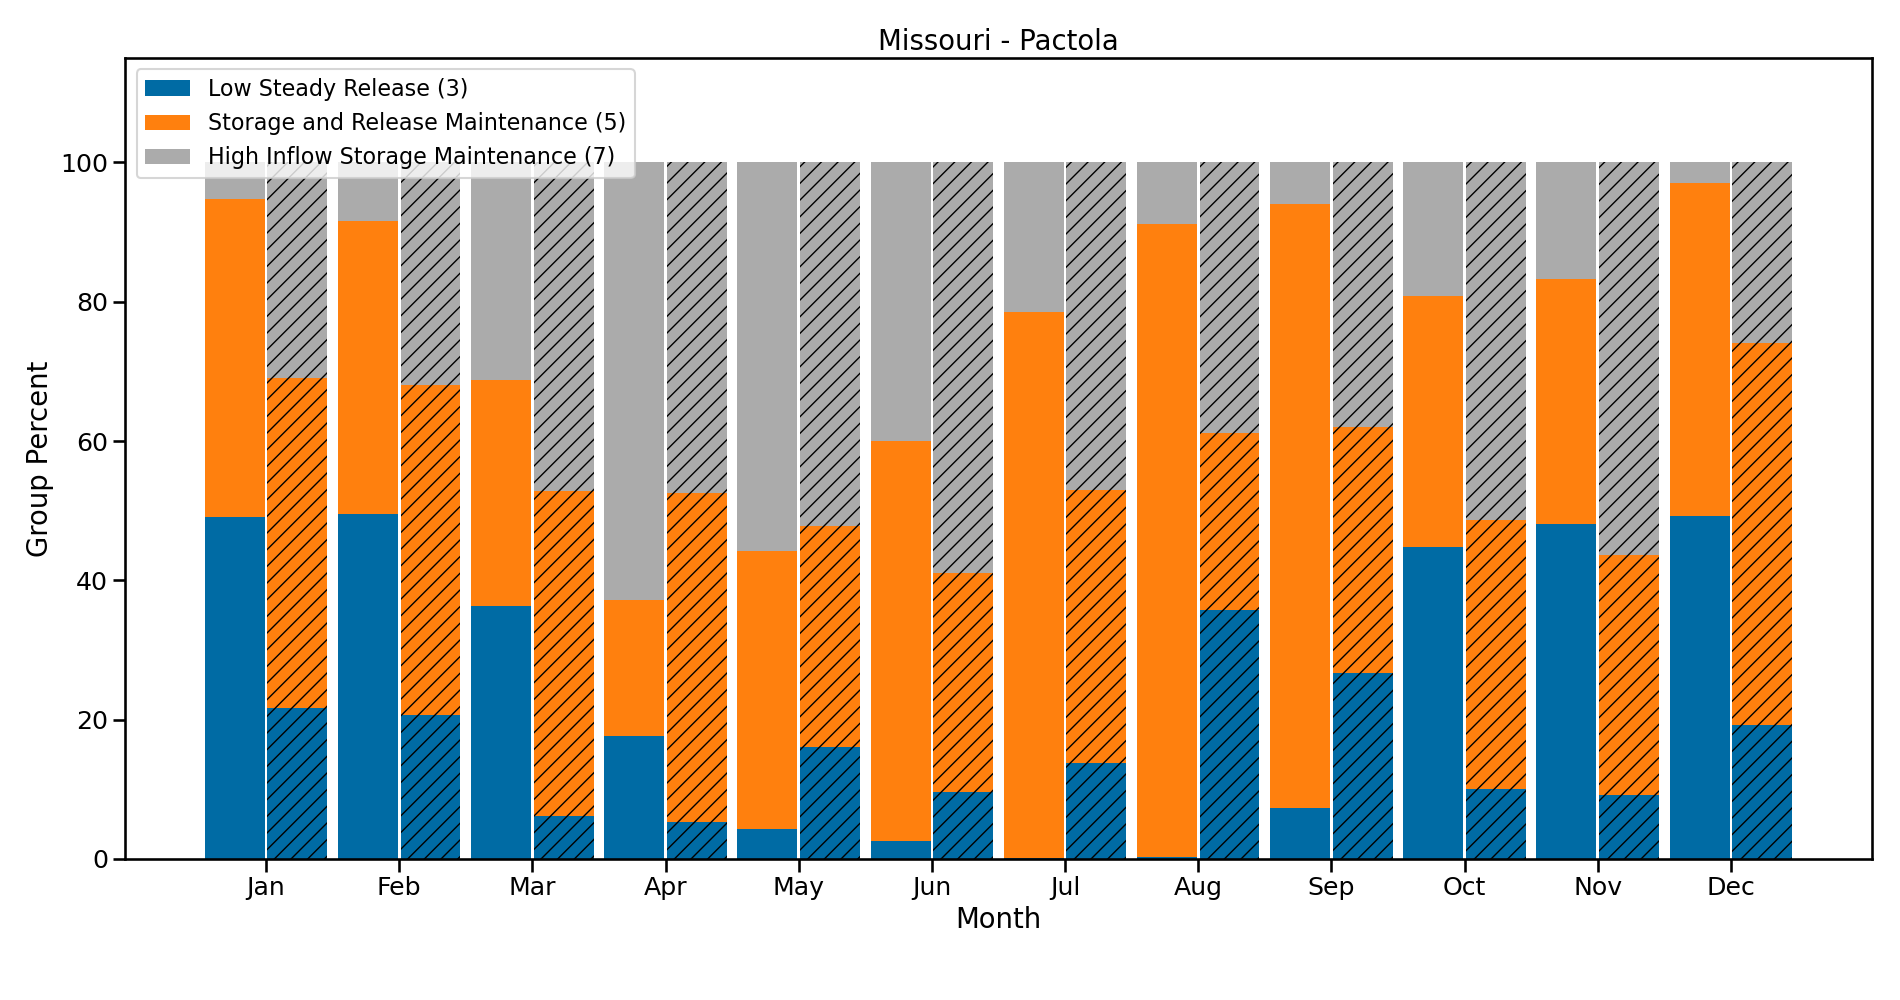 Missouri - Pactola
Low Steady Release (3)
Storage and Release Maintenance (5)
High Inflow Storage Maintenance (7)
100
80
60
40
20
0
Group Percent
Jan Feb Mar Apr May Jun Jul Aug Sep Oct Nov Dec
Month